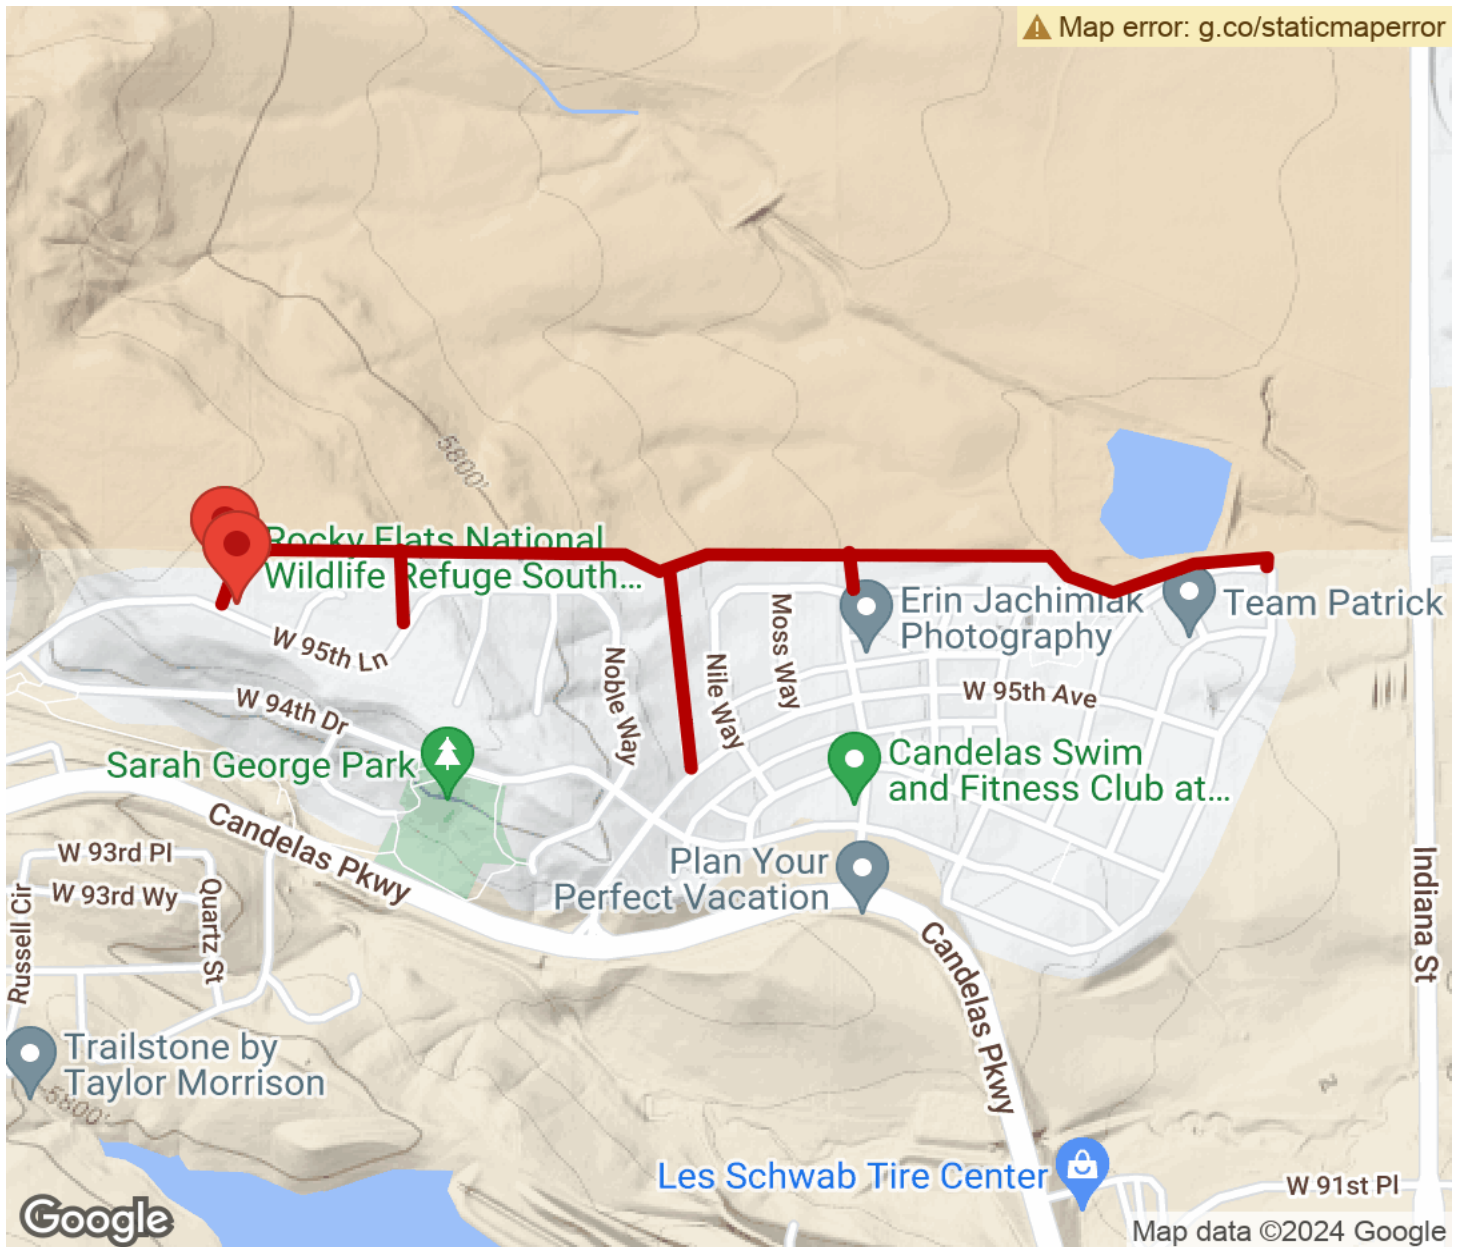 Map error: g.co/staticmaperror
5800'
Rocky Flats National
Wildlife Refuge South...
Erin Jachimiak
Photography
Team Patrick
Moss Way
W 95th Ln
Noble Way
Nile Way
W 95th Ave
W 94th Dr
Sarah George Park
Candelas Swim
and Fitness Club at...
Candelas Pkwy
W 93rd Pl
Plan Your
Perfect Vacation
W 93rd Wy
Quartz St
Russell Cir
Indiana St
Candelas Pkwy
Trailstone by
Taylor Morrison
5800'
Les Schwab Tire Center
W 91st Pl
Google
Map data ©2024 Google